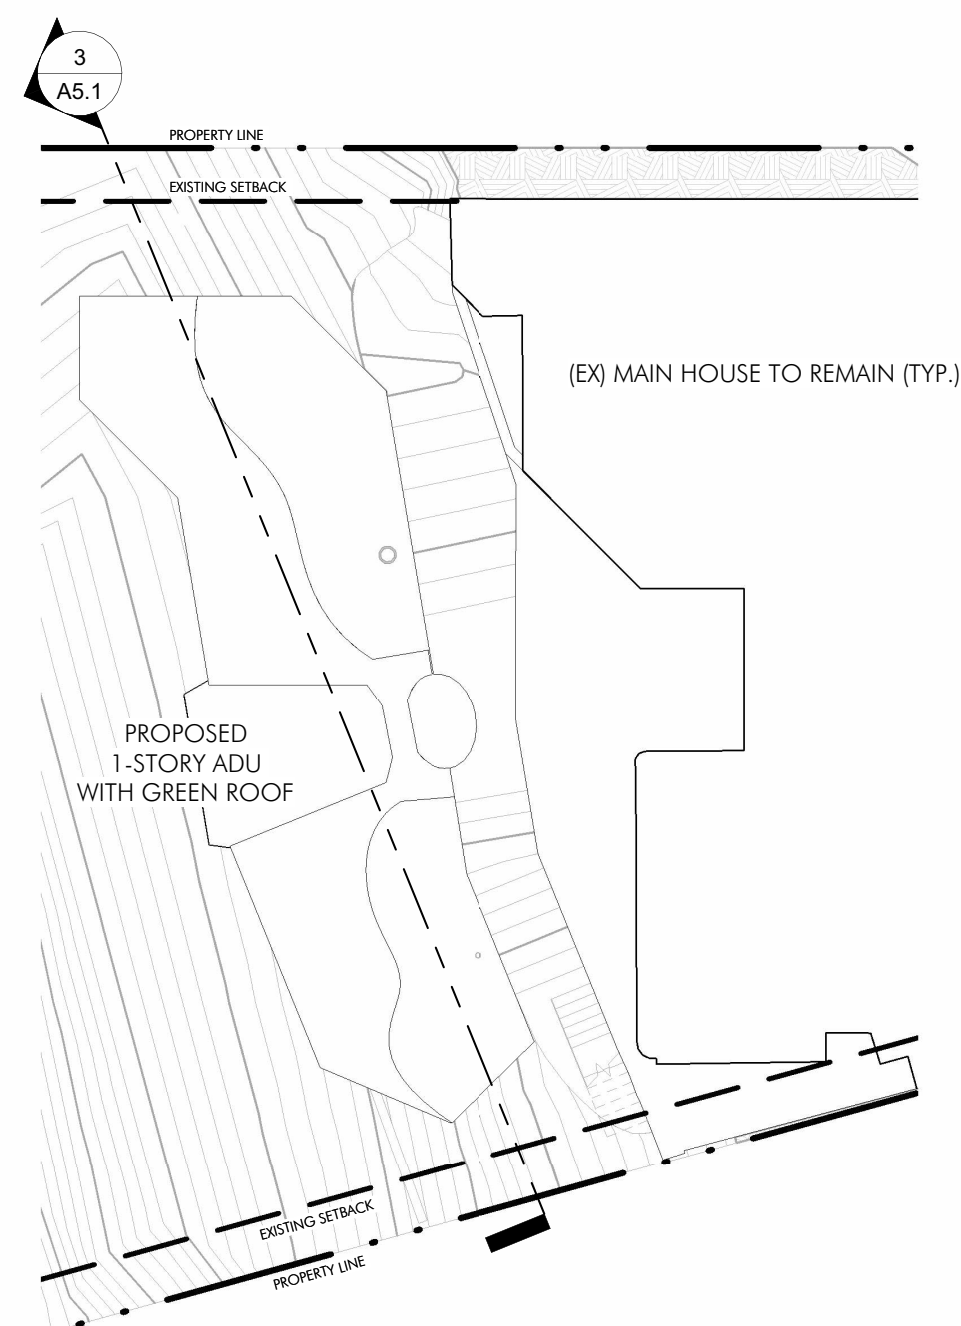 3
A5.1
PROPERTY LINE
EXISTING SETBACK
(EX) MAIN HOUSE TO REMAIN (TYP.)
PROPOSED
1-STORY ADU
WITH GREEN ROOF
EXISTING SETBACK
PROPERTY LINE